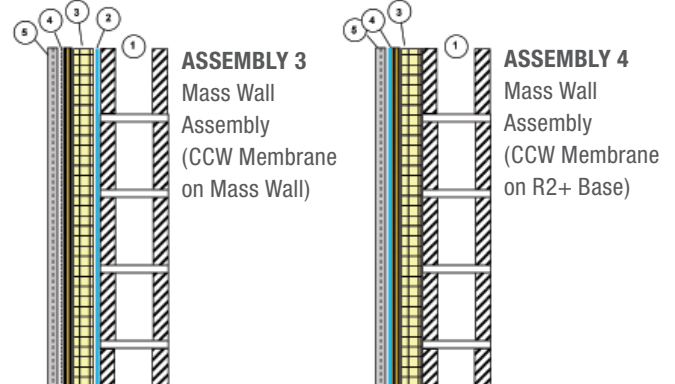 5 4 3 2 1
ASSEMBLY 3
Mass Wall
Assembly
(CCW Membrane
on Mass Wall)
5 4 3 1
ASSEMBLY 4
Mass Wall
Assembly
(CCW Membrane
on R2+ Base)